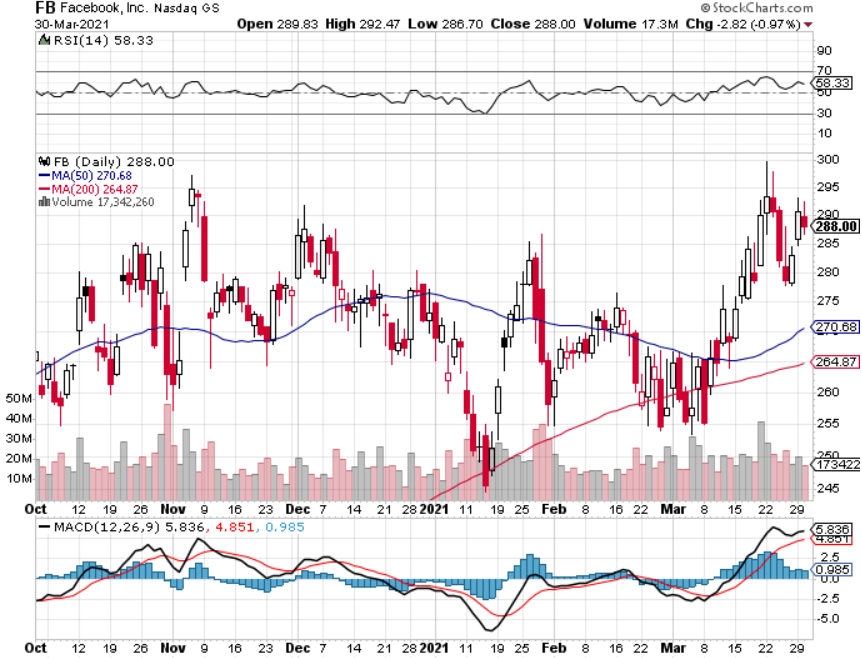 FB Facebook, Inc. Nasdaq GS
© StockCharts.com
30-Mar-2021
Open 289.83 High 292.47 Low 286.70 Close 288.00 Volume 17.3M Chg -2.82 (-0.97%)
RSI(14) 58.33
90
70
58.33
50
30
10
FB (Daily) 288.00
MA(50) 270.68
MA(200) 264.87
Volume 17,342,260
300
295
290
288.00
285
280
275
270.68
264.87
260
255
250
173422
245
50M
40M
30M
20M
10M
Oct 12 19 26 Nov 9 16 23 Dec 7 14 21 28 2021 11 19 25 Feb 8 16 22 Mar 8 15 22 29
MACD(12,26,9) 5.836, 4.851, 0.985
5.836
4.851
2.5
0.985
0.0
-2.5
-5.0
Oct 12 19 26 Nov 9 16 23 Dec 7 14 21 28 2021 11 19 25 Feb 8 16 22 Mar 8 15 22 29